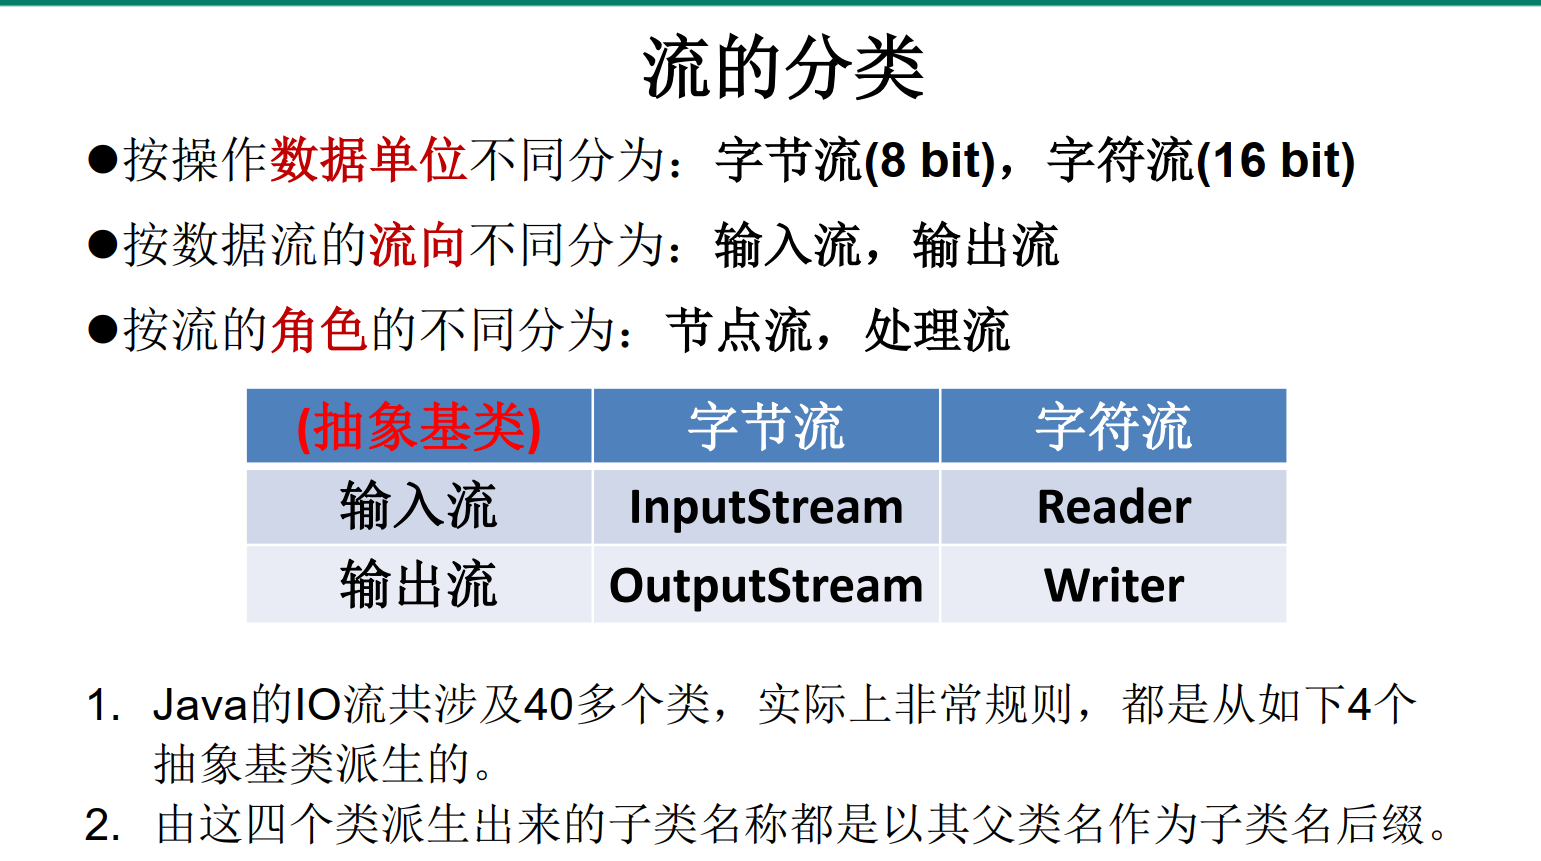 流的分类
●按操作数据单位不同分为：字节流(8 bit)，字符流(16 bit)
●按数据流的流向不同分为：输入流，输出流
●按流的角色的不同分为：节点流，处理流
(抽象基类) 字节流 字符流
输入流 InputStream Reader
输出流 OutputStream Writer
1. Java的IO流共涉及40多个类，实际上非常规则，都是从如下4个
抽象基类派生的。
2. 由这四个类派生出来的子类名称都是以其父类名作为子类名后缀。